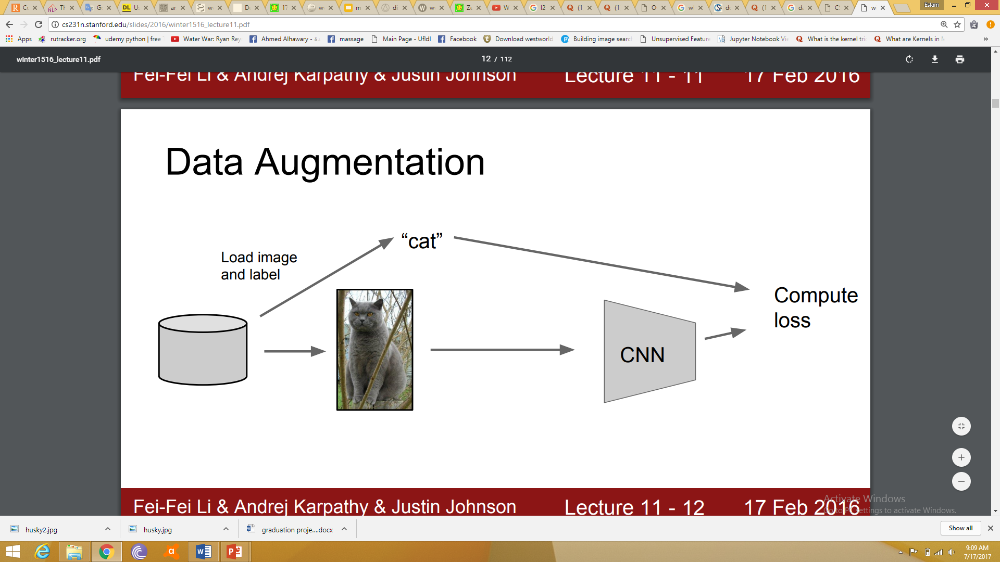 Eslam
cs231n.stanford.edu/slides/2016/winter1516_lecture11.pdf
Apps rutracker.org udemy python | free Water War: Ryan Rey Ahmed Alhawary - massage Main Page - Ufldl Facebook Download westworld Building image searc Unsupervised Feature Jupyter Notebook Vie What is the kernel tri What are Kernels in
winter1516_lecture11.pdf 12 / 112
Fei-Fei Li & Andrej Karpathy & Justin Johnson Lecture 11 - 11 17 Feb 2016
Data Augmentation
“cat”
Load image
and label
Compute
loss
CNN
Activate Windows
Go to PC settings to activate Windows.
Fei-Fei Li & Andrej Karpathy & Justin Johnson Lecture 11 - 12 17 Feb 2016
husky2.jpg husky.jpg graduation proje....docx Show all
9:09 AM
7/17/2017